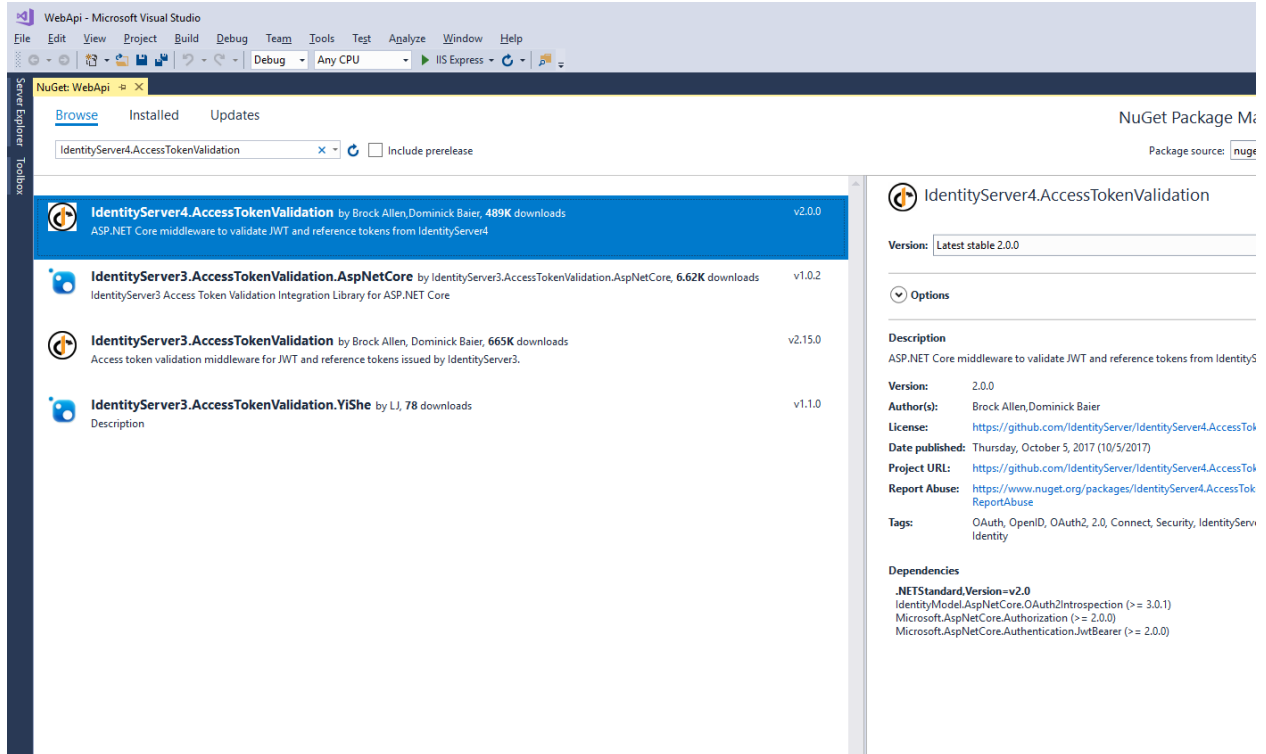 WebApi - Microsoft Visual Studio
File Edit View Project Build Debug Team Tools Test Analyze Window Help
Debug Any CPU IIS Express
Server Explorer
Toolbox
NuGet: WebApi
Browse Installed Updates
NuGet Package Ma
IdentityServer4.AccessTokenValidation
Include prerelease
Package source: nuge
IdentityServer4.AccessTokenValidation by Brock Allen,Dominick Baier, 489K downloads v2.0.0
ASP.NET Core middleware to validate JWT and reference tokens from IdentityServer4
IdentityServer3.AccessTokenValidation.AspNetCore by IdentityServer3.AccessTokenValidation.AspNetCore, 6.62K downloads v1.0.2
IdentityServer3 Access Token Validation Integration Library for ASP.NET Core
IdentityServer3.AccessTokenValidation by Brock Allen, Dominick Baier, 665K downloads v2.15.0
Access token validation middleware for JWT and reference tokens issued by IdentityServer3.
IdentityServer3.AccessTokenValidation.YiShe by LJ, 78 downloads v1.1.0
Description
IdentityServer4.AccessTokenValidation
Version: Latest stable 2.0.0
Options
Description
ASP.NET Core middleware to validate JWT and reference tokens from IdentityS
Version: 2.0.0
Author(s): Brock Allen,Dominick Baier
License: https://github.com/IdentityServer/IdentityServer4.AccessTok
Date published: Thursday, October 5, 2017 (10/5/2017)
Project URL: https://github.com/IdentityServer/IdentityServer4.AccessTok
Report Abuse: https://www.nuget.org/packages/IdentityServer4.AccessTok
ReportAbuse
Tags: OAuth, OpenID, OAuth2, 2.0, Connect, Security, IdentityServe
Identity
Dependencies
.NETStandard,Version=v2.0
IdentityModel.AspNetCore.OAuth2Introspection (>= 3.0.1)
Microsoft.AspNetCore.Authorization (>= 2.0.0)
Microsoft.AspNetCore.Authentication.JwtBearer (>= 2.0.0)